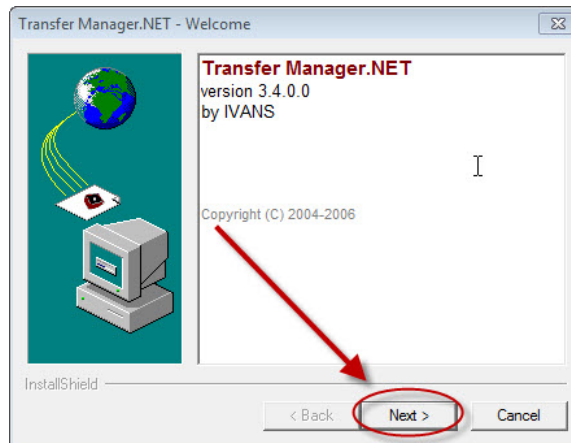 Transfer Manager.NET - Welcome
Transfer Manager.NET
version 3.4.0.0
by IVANS
Copyright (C) 2004-2006
InstallShield
< Back
Next >
Cancel